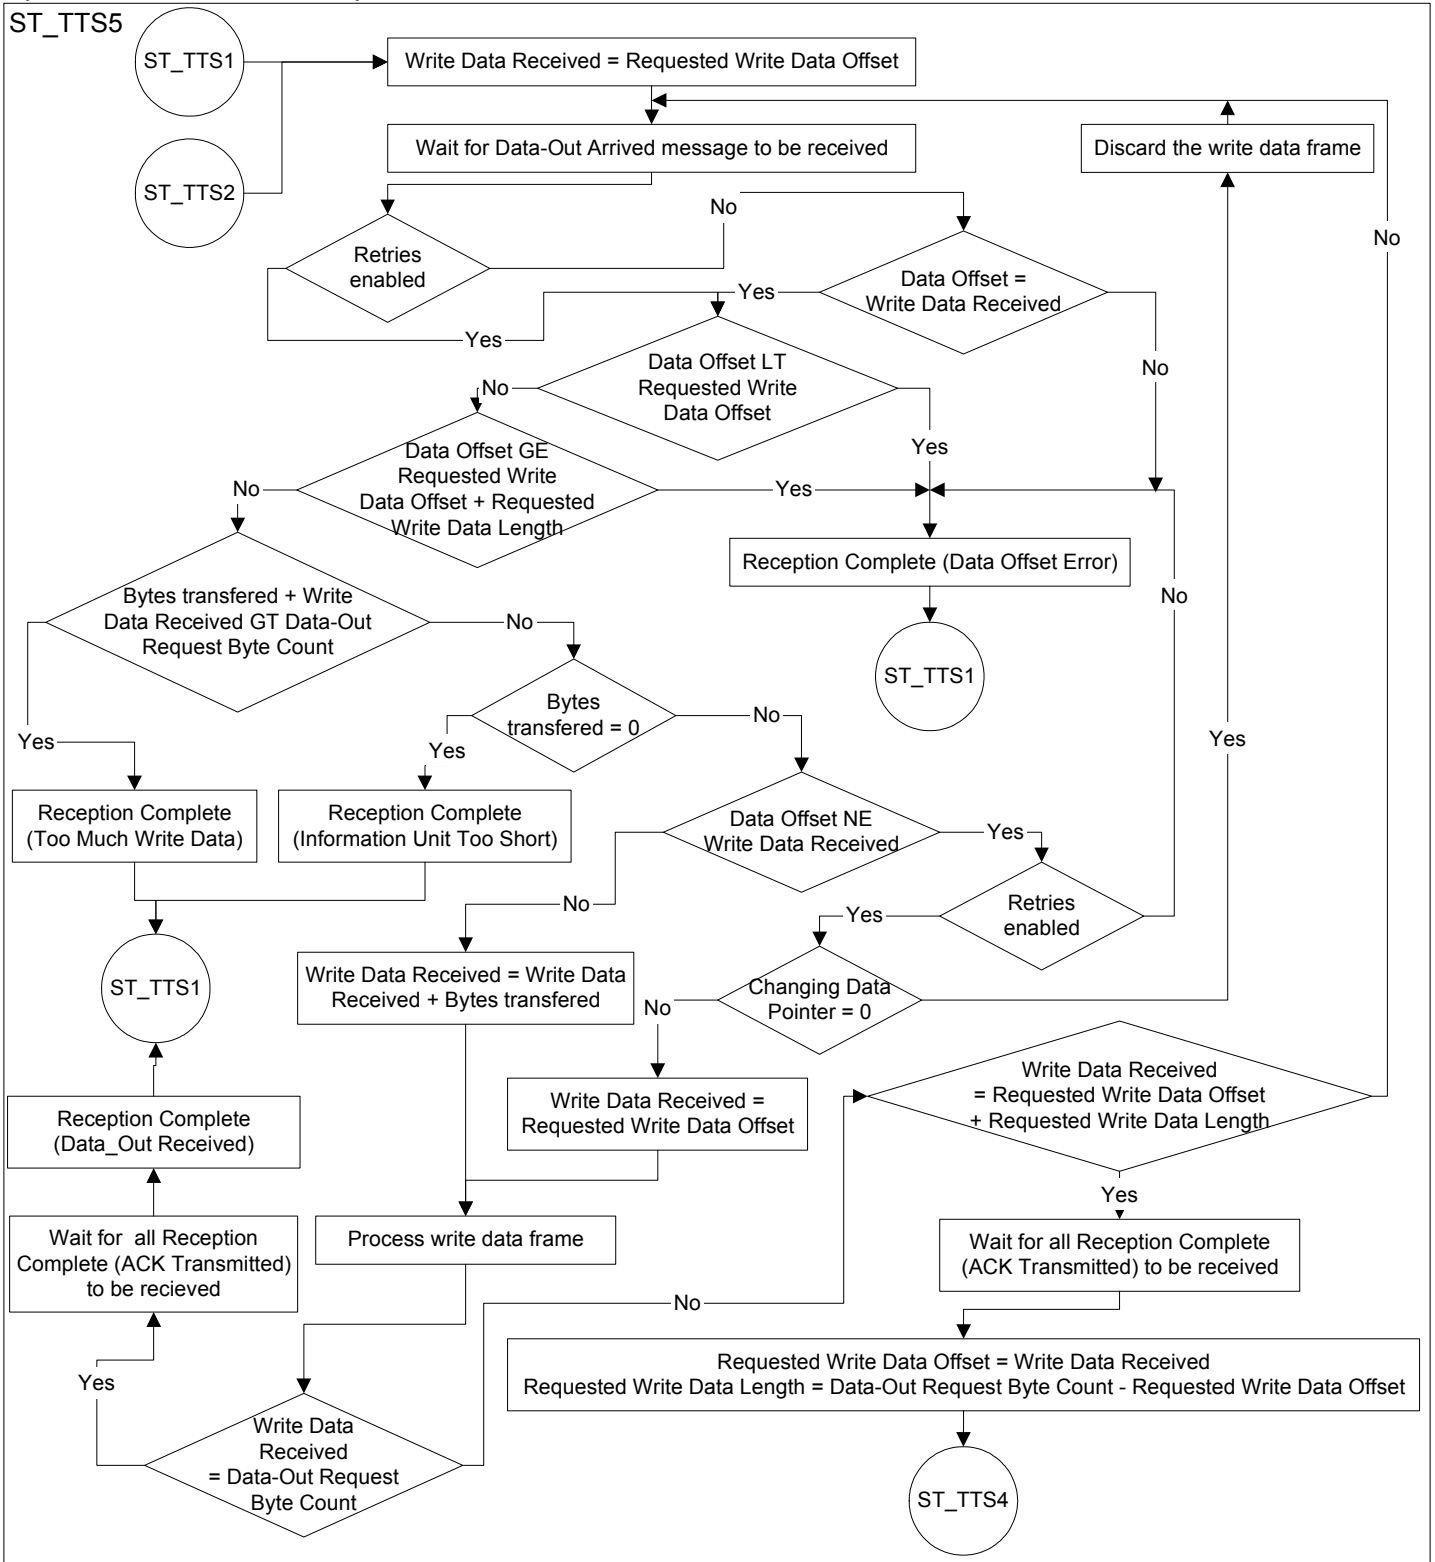 ST_TTS5
ST_TTS1
Write Data Received = Requested Write Data Offset
Wait for Data-Out Arrived message to be received
Discard the write data frame
ST_TTS2
No
No
Retries
enabled
Data Offset =
Write Data Received
Yes
Yes
No
Data Offset LT
Requested Write
Data Offset
No
Yes
Data Offset GE
Requested Write
Data Offset + Requested
Write Data Length
No
Yes
Reception Complete (Data Offset Error)
No
Bytes transfered + Write
Data Received GT Data-Out
Request Byte Count
No
ST_TTS1
Bytes
transfered = 0
No
Yes
Yes
Yes
Reception Complete
(Too Much Write Data)
Reception Complete
(Information Unit Too Short)
Data Offset NE
Write Data Received
Yes
No
Yes
Retries
enabled
ST_TTS1
Write Data Received = Write Data
Received + Bytes transfered
No
Changing Data
Pointer = 0
Write Data Received
= Requested Write Data Offset
+ Requested Write Data Length
Write Data Received =
Requested Write Data Offset
Reception Complete
(Data_Out Received)
Yes
Wait for all Reception
Complete (ACK Transmitted)
to be recieved
Process write data frame
Wait for all Reception Complete
(ACK Transmitted) to be received
No
Requested Write Data Offset = Write Data Received
Requested Write Data Length = Data-Out Request Byte Count - Requested Write Data Offset
Yes
Write Data
Received
= Data-Out Request
Byte Count
ST_TTS4